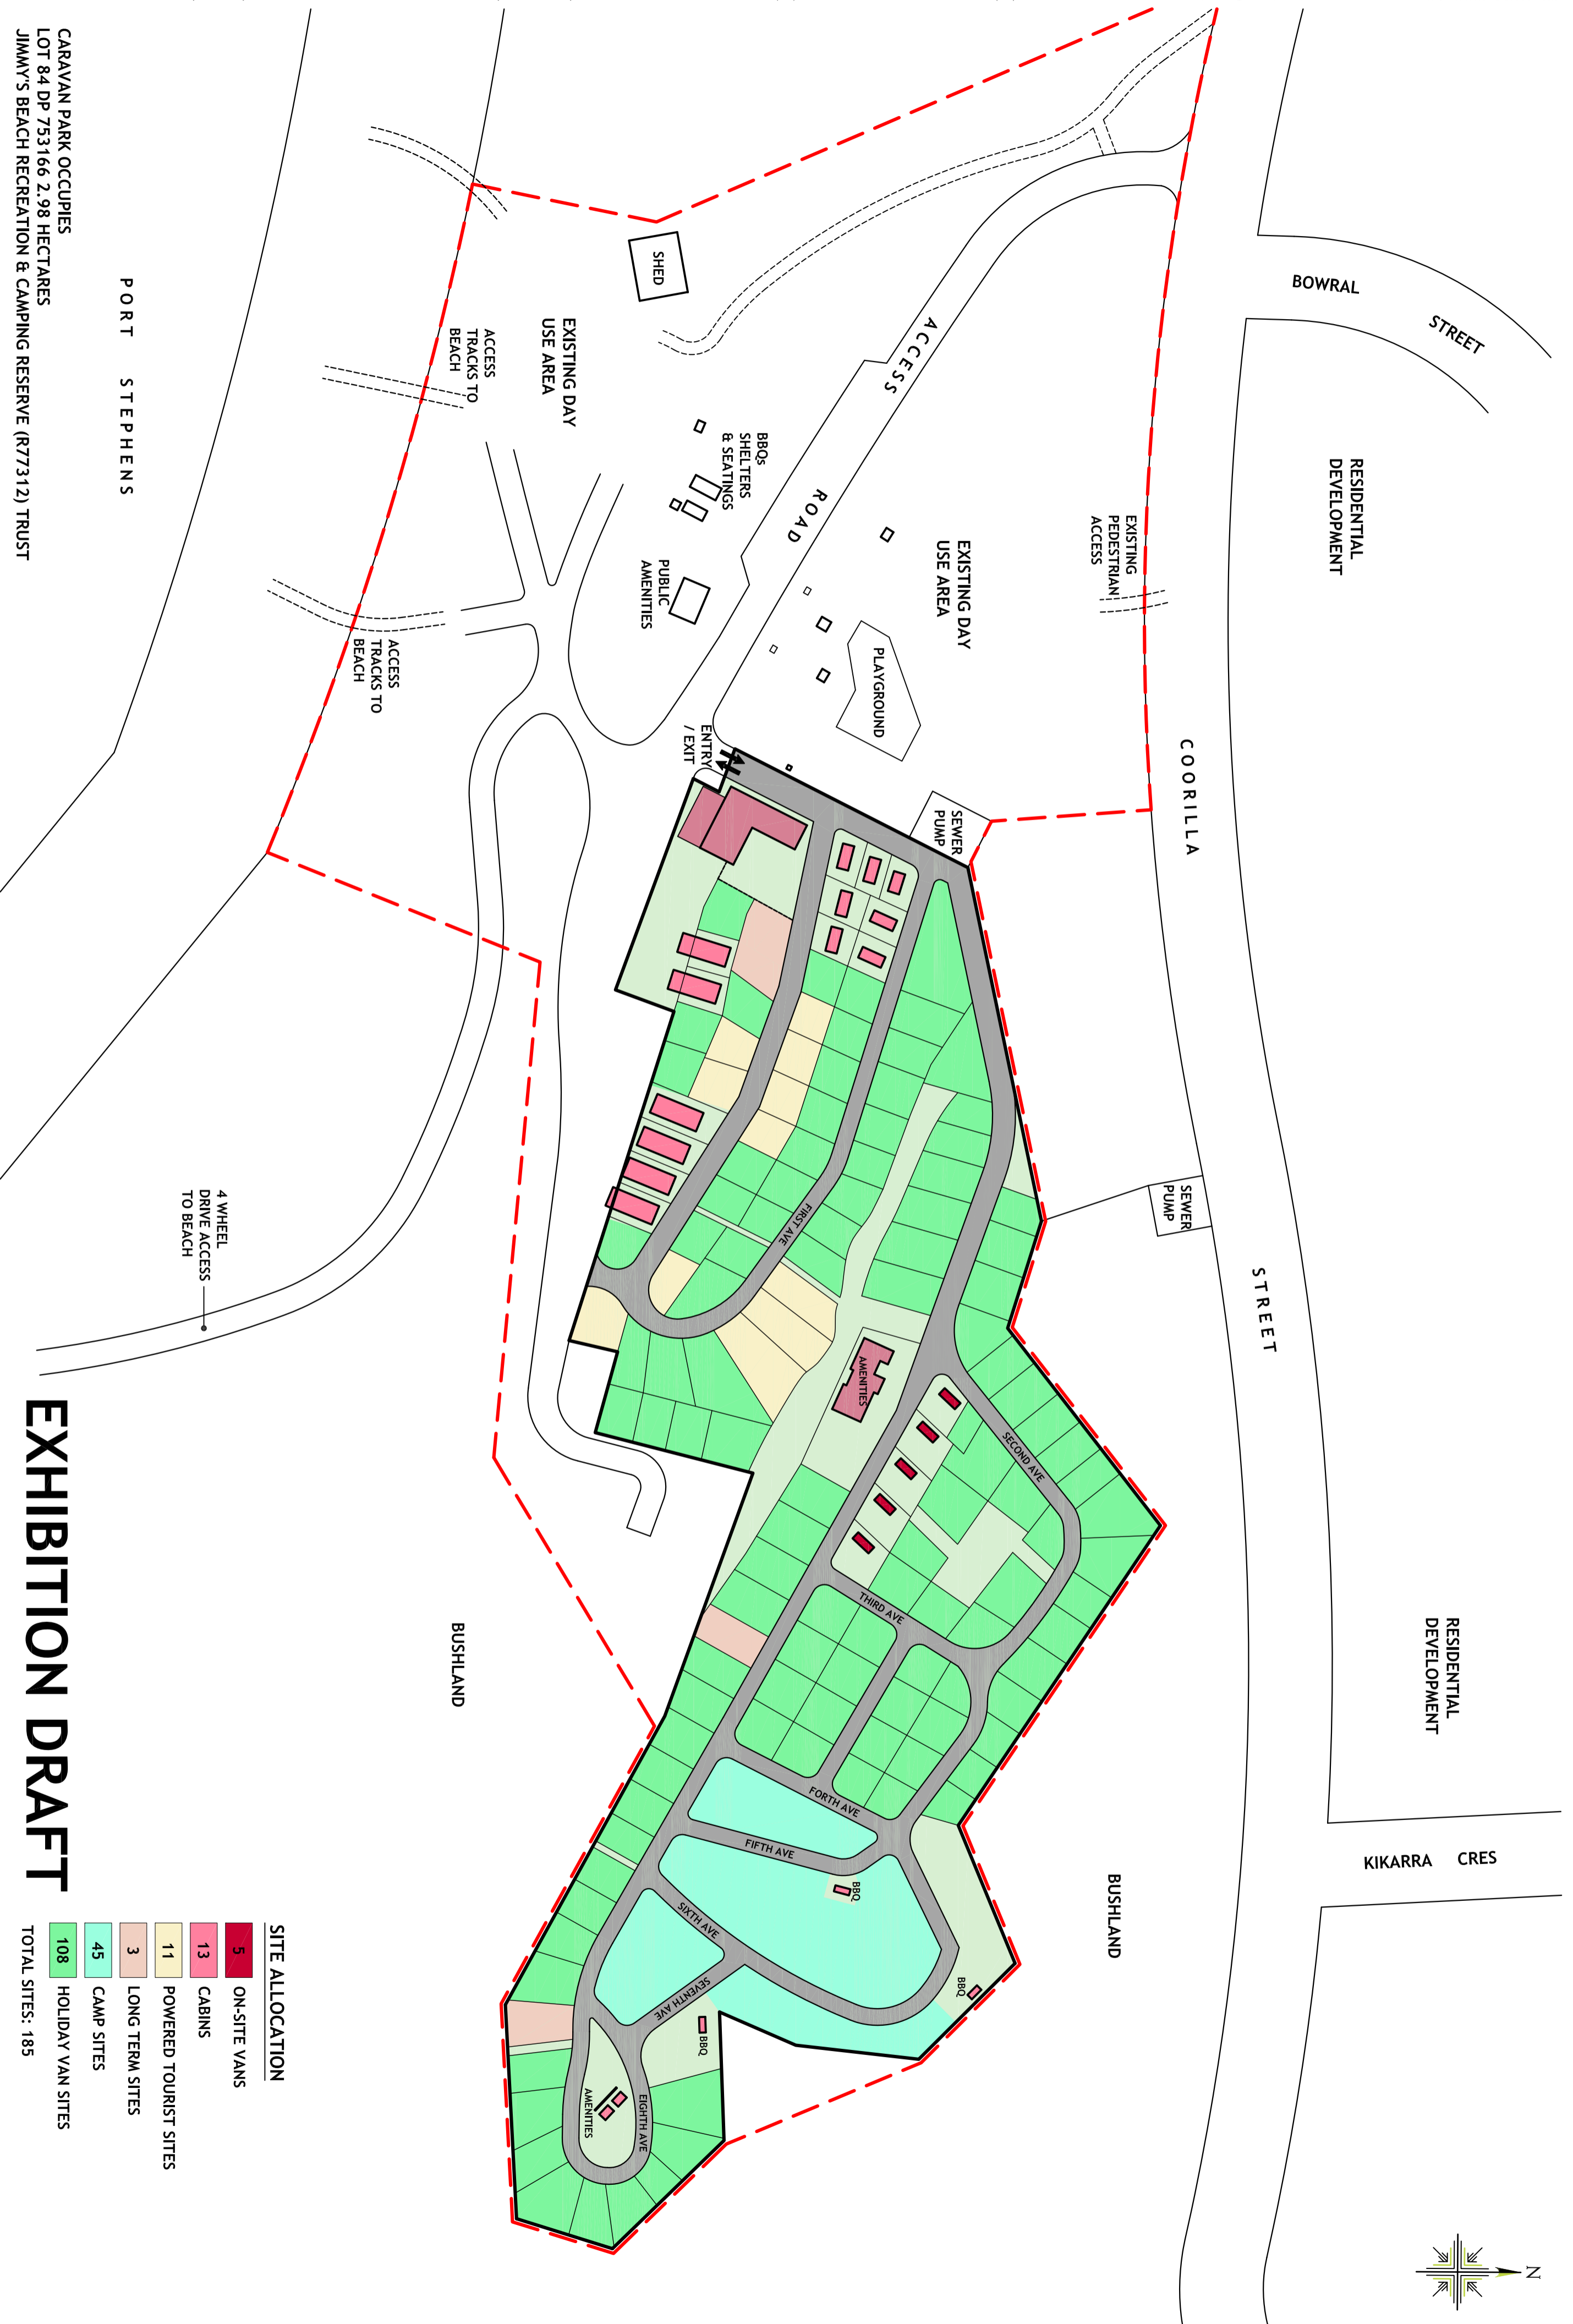 CARAVAN PARK OCCUPIES
LOT 84 DP 753166 2.98 HECTARES
JIMMY'S BEACH RECREATION & CAMPING RESERVE (R77312) TRUST
PORT STEPHENS
BOWRAL STREET
RESIDENTIAL
DEVELOPMENT
COORILLA STREET
RESIDENTIAL
DEVELOPMENT
KIKARRA CRES
N
EXISTING
PEDESTRIAN
ACCESS
ACCESS ROAD
EXISTING DAY
USE AREA
PLAYGROUND
SHED
EXISTING DAY
USE AREA
ACCESS
TRACKS TO
BEACH
BBQs
SHELTERS
& SEATINGS
PUBLIC
AMENITIES
ACCESS
TRACKS TO
BEACH
ENTRY
/ EXIT
SEWER
PUMP
SEWER
PUMP
4 WHEEL
DRIVE ACCESS
TO BEACH
FIRST AVE
AMENITIES
SECOND AVE
THIRD AVE
FORTH AVE
FIFTH AVE
BBQ
SIXTH AVE
SEVENTH AVE
BBQ
BBQ
EIGHTH AVE
AMENITIES
BUSHLAND
BUSHLAND
EXHIBITION DRAFT
SITE ALLOCATION
5 ON-SITE VANS
13 CABINS
11 POWERED TOURIST SITES
3 LONG TERM SITES
45 CAMP SITES
108 HOLIDAY VAN SITES
TOTAL SITES: 185